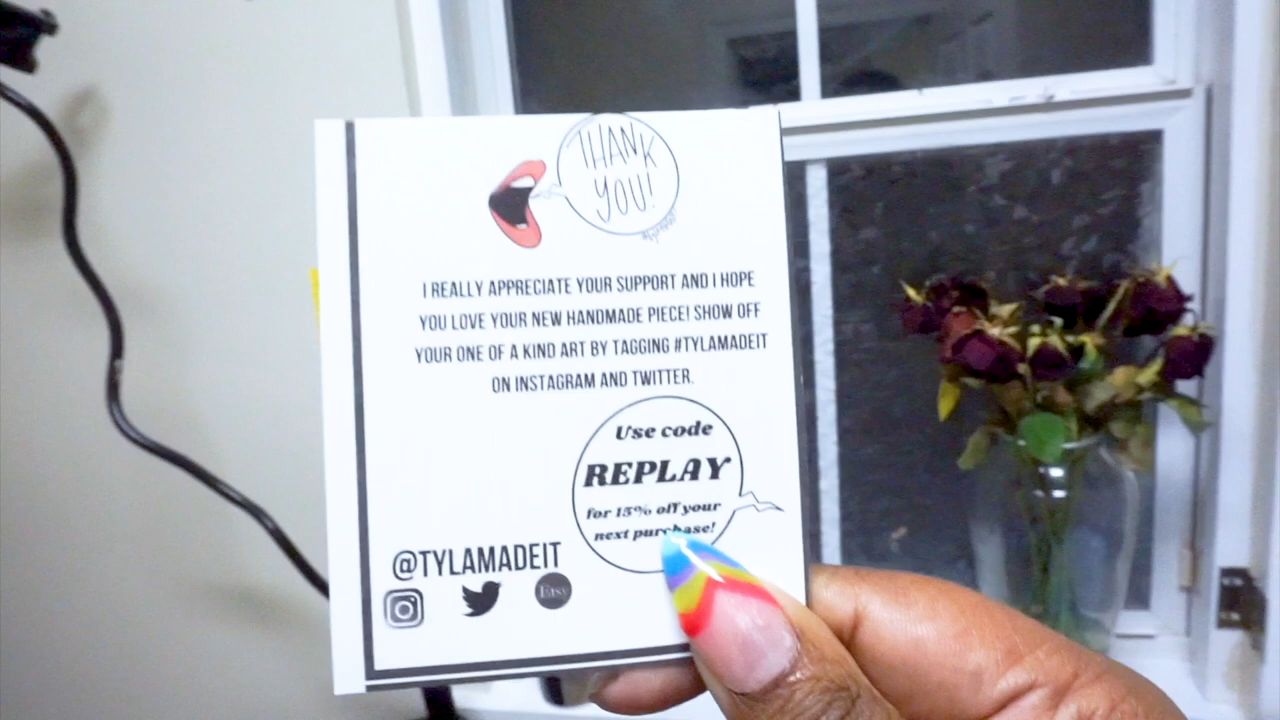 THANK
YOU!
I REALLY APPRECIATE YOUR SUPPORT AND I HOPE
YOU LOVE YOUR NEW HANDMADE PIECE! SHOW OFF
YOUR ONE OF A KIND ART BY TAGGING #TYLAMADEIT
ON INSTAGRAM AND TWITTER.
Use code
REPLAY
for 15% off your
next purchase!
@TYLAMADEIT